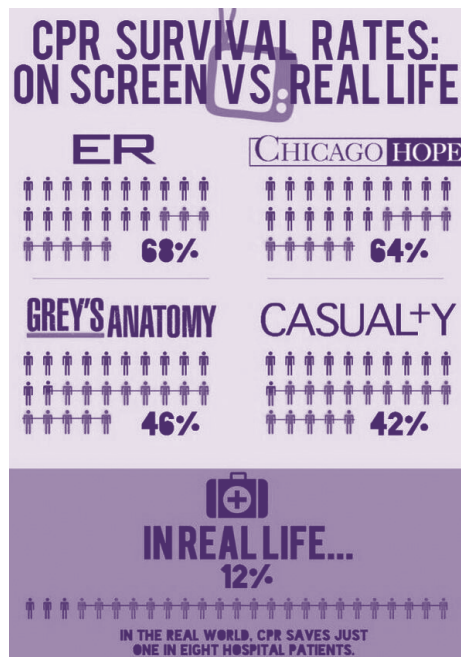 CPR SURVIVAL RATES:
ON SCREEN VS REAL LIFE
ER
68%
CHICAGO HOPE
64%
GREY'S ANATOMY
46%
CASUAL+Y
42%
IN REAL LIFE...
12%
IN THE REAL WORLD, CPR SAVES JUST
ONE IN EIGHT HOSPITAL PATIENTS.